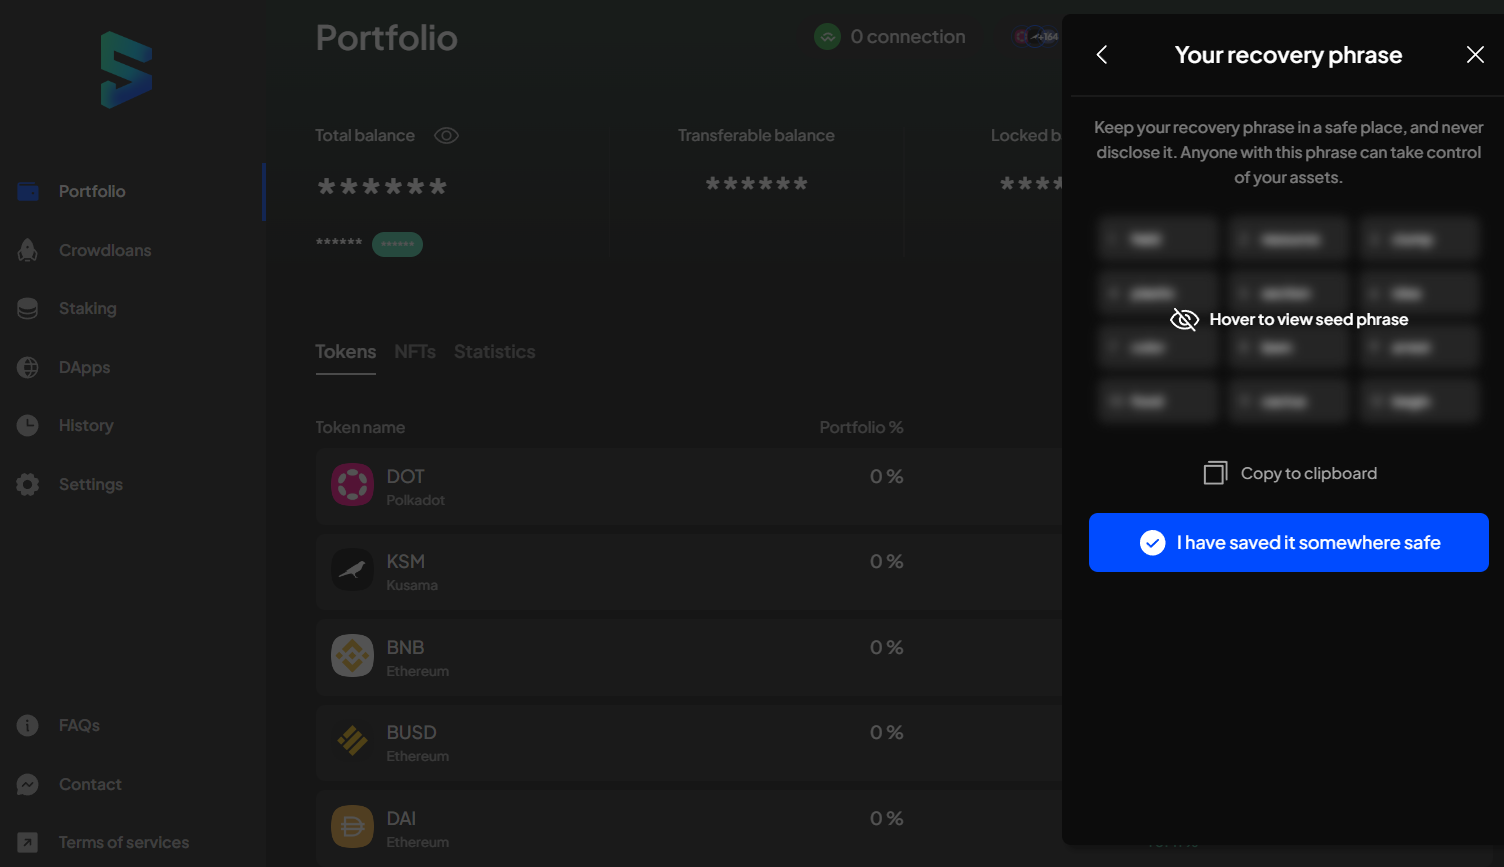 Portfolio
0 connection
+164
Your recovery phrase
Total balance
Transferable balance
Locked b
******
******
****
******
******
Keep your recovery phrase in a safe place, and never
disclose it. Anyone with this phrase can take control
of your assets.
Hover to view seed phrase
Copy to clipboard
I have saved it somewhere safe
Portfolio
Crowdloans
Staking
DApps
History
Settings
FAQs
Contact
Terms of services
Tokens
NFTs
Statistics
Token name
Portfolio %
DOT
0 %
Polkadot
KSM
0 %
Kusama
BNB
0 %
Ethereum
BUSD
0 %
Ethereum
DAI
0 %
Ethereum